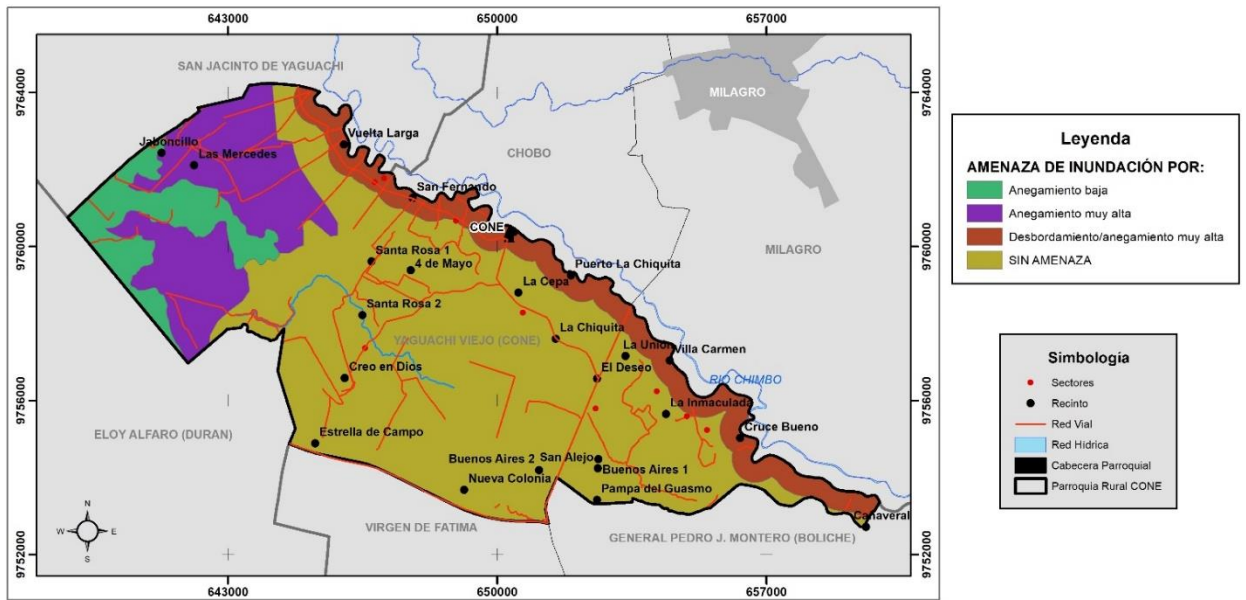 643000 650000 657000
9764000 9764000
9760000 9760000
9756000 9756000
9752000 9752000
SAN JACINTO DE YAGUACHI
MILAGRO
Vuelta Larga
CHOBO
Jaboncillo
Las Mercedes
San Fernando
CONE
MILAGRO
Santa Rosa 1
4 de Mayo
Puerto La Chiquita
La Cepa
Santa Rosa 2
La Chiquita
YAGUACHI VIEJO (CONE)
La Union
Villa Carmen
El Deseo
Creo en Dios
RIO CHIMBO
La Inmaculada
Cruce Bueno
ELOY ALFARO (DURAN)
Estrella de Campo
Buenos Aires 2
San Alejo
Buenos Aires 1
Nueva Colonia
Pampa del Guasmo
Cañaveral
VIRGEN DE FATIMA
GENERAL PEDRO J. MONTERO (BOLICHE)
N
W E
S
643000 650000 657000
Leyenda
AMENAZA DE INUNDACIÓN POR:
Anegamiento baja
Anegamiento muy alta
Desbordamiento/anegamiento muy alta
SIN AMENAZA
Simbología
Sectores
Recinto
Red Vial
Red Hídrica
Cabecera Parroquial
Parroquia Rural CONE